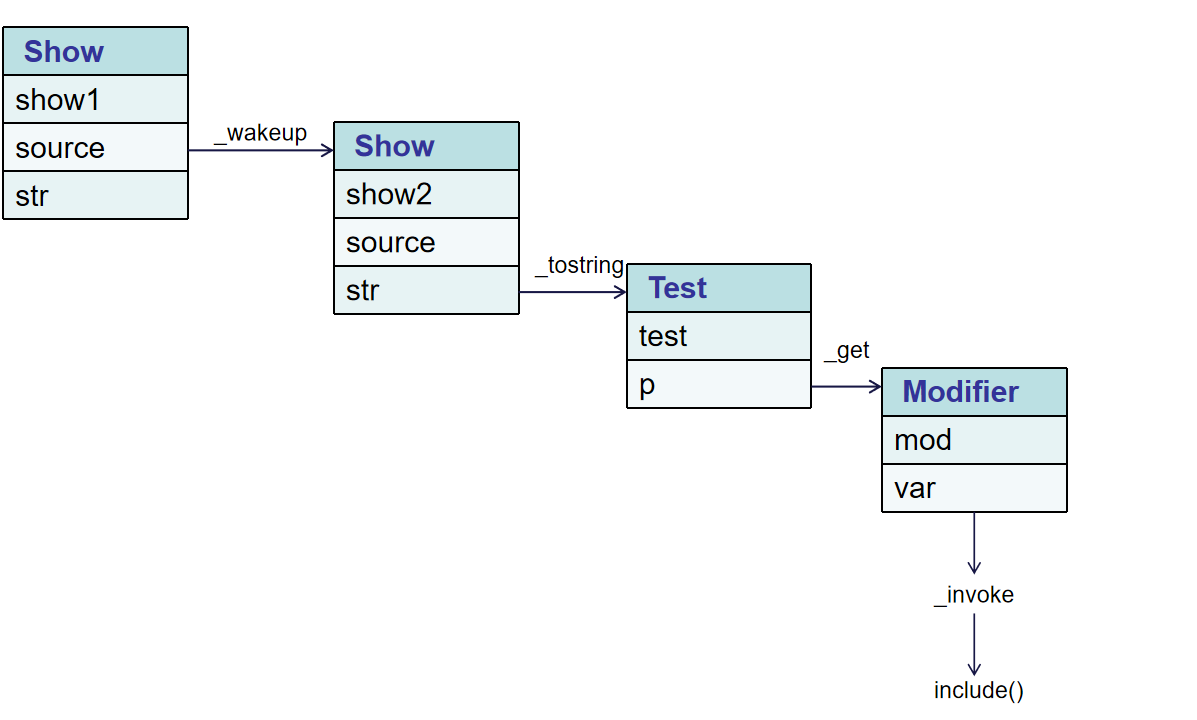 Show
show1
source
str
_wakeup
Show
show2
source
str
_tostring
Test
test
p
_get
Modifier
mod
var
_invoke
include()